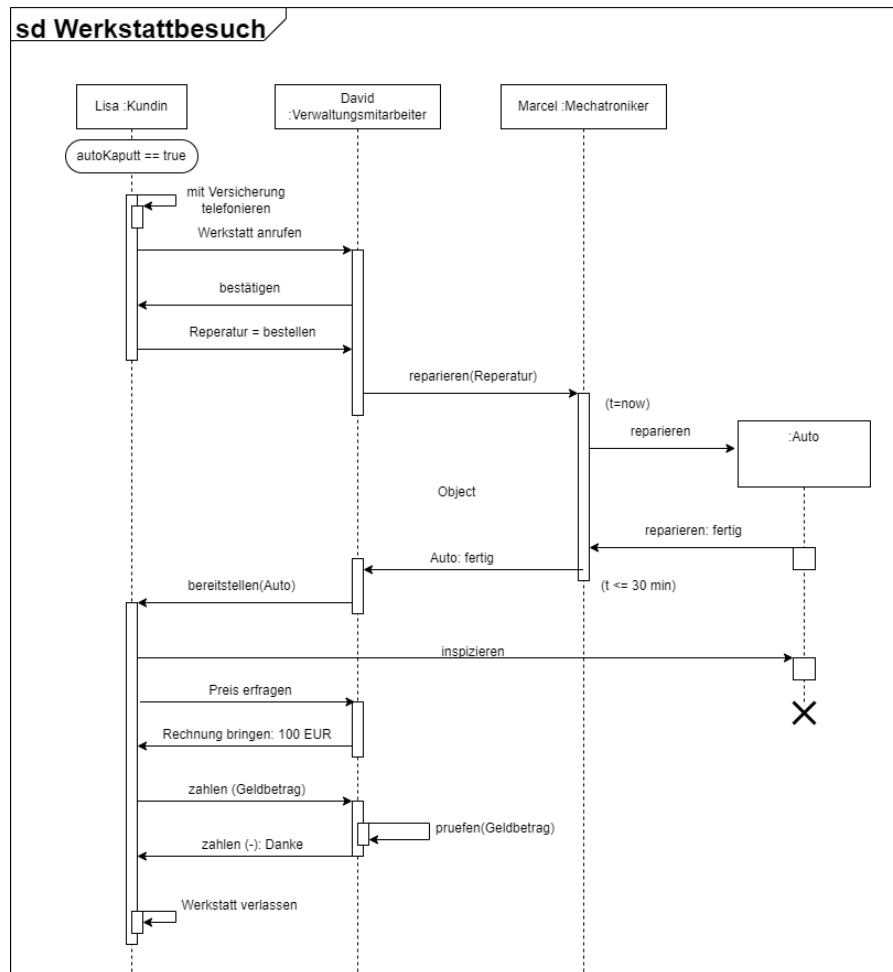 sd Werkstattbesuch
Lisa :Kundin
David
:Verwaltungsmitarbeiter
Marcel :Mechatroniker
autoKaputt == true
mit Versicherung
telefonieren
Werkstatt anrufen
bestätigen
Reperatur = bestellen
reparieren(Reperatur)
(t=now)
reparieren
:Auto
Object
reparieren: fertig
Auto: fertig
bereitstellen(Auto)
(t <= 30 min)
inspizieren
Preis erfragen
Rechnung bringen: 100 EUR
zahlen (Geldbetrag)
pruefen(Geldbetrag)
zahlen (-): Danke
Werkstatt verlassen